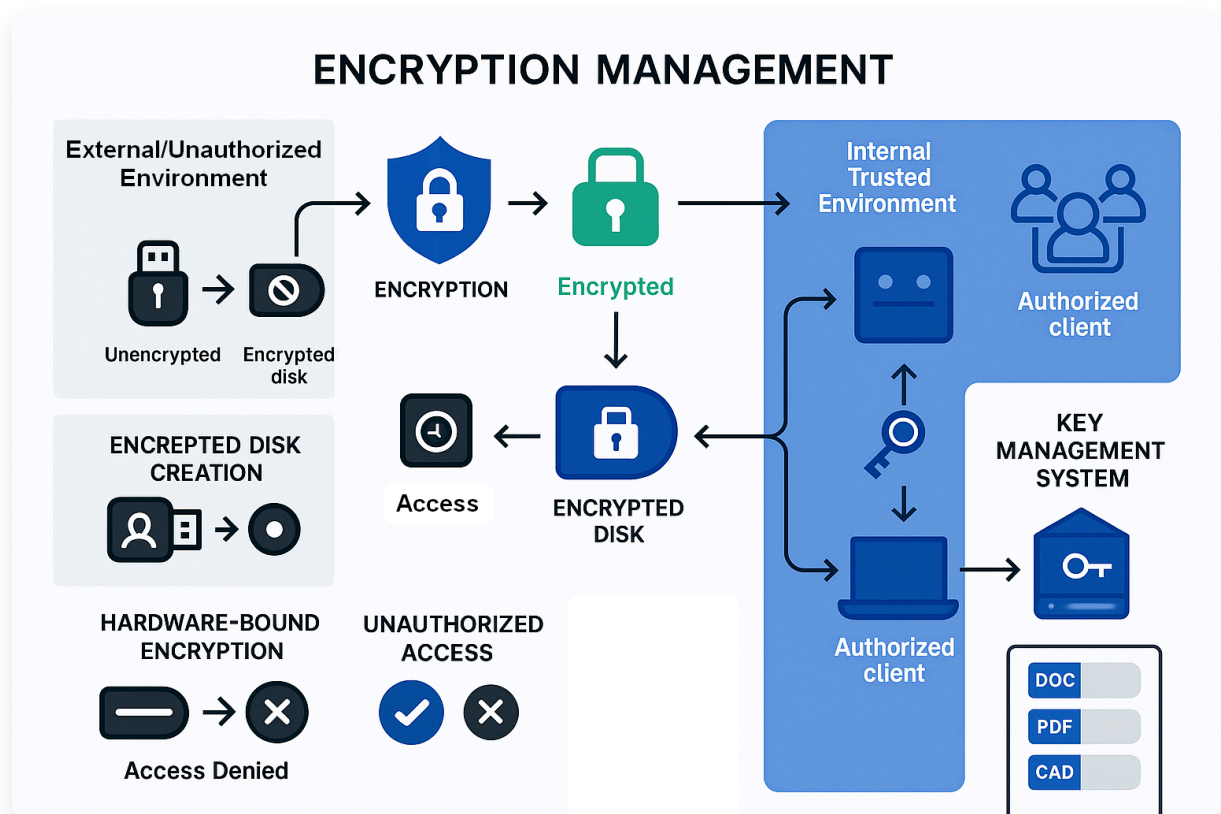 ENCRYPTION MANAGEMENT
External/Unauthorized
Environment
Unencrypted
Encrypted
disk
ENCRYPTION
Encrypted
Internal
Trusted
Environment
Authorized
client
ENCREPTED DISK
CREATION
Access
ENCRYPTED
DISK
KEY
MANAGEMENT
SYSTEM
HARDWARE-BOUND
ENCRYPTION
Access Denied
UNAUTHORIZED
ACCESS
Authorized
client
DOC
PDF
CAD